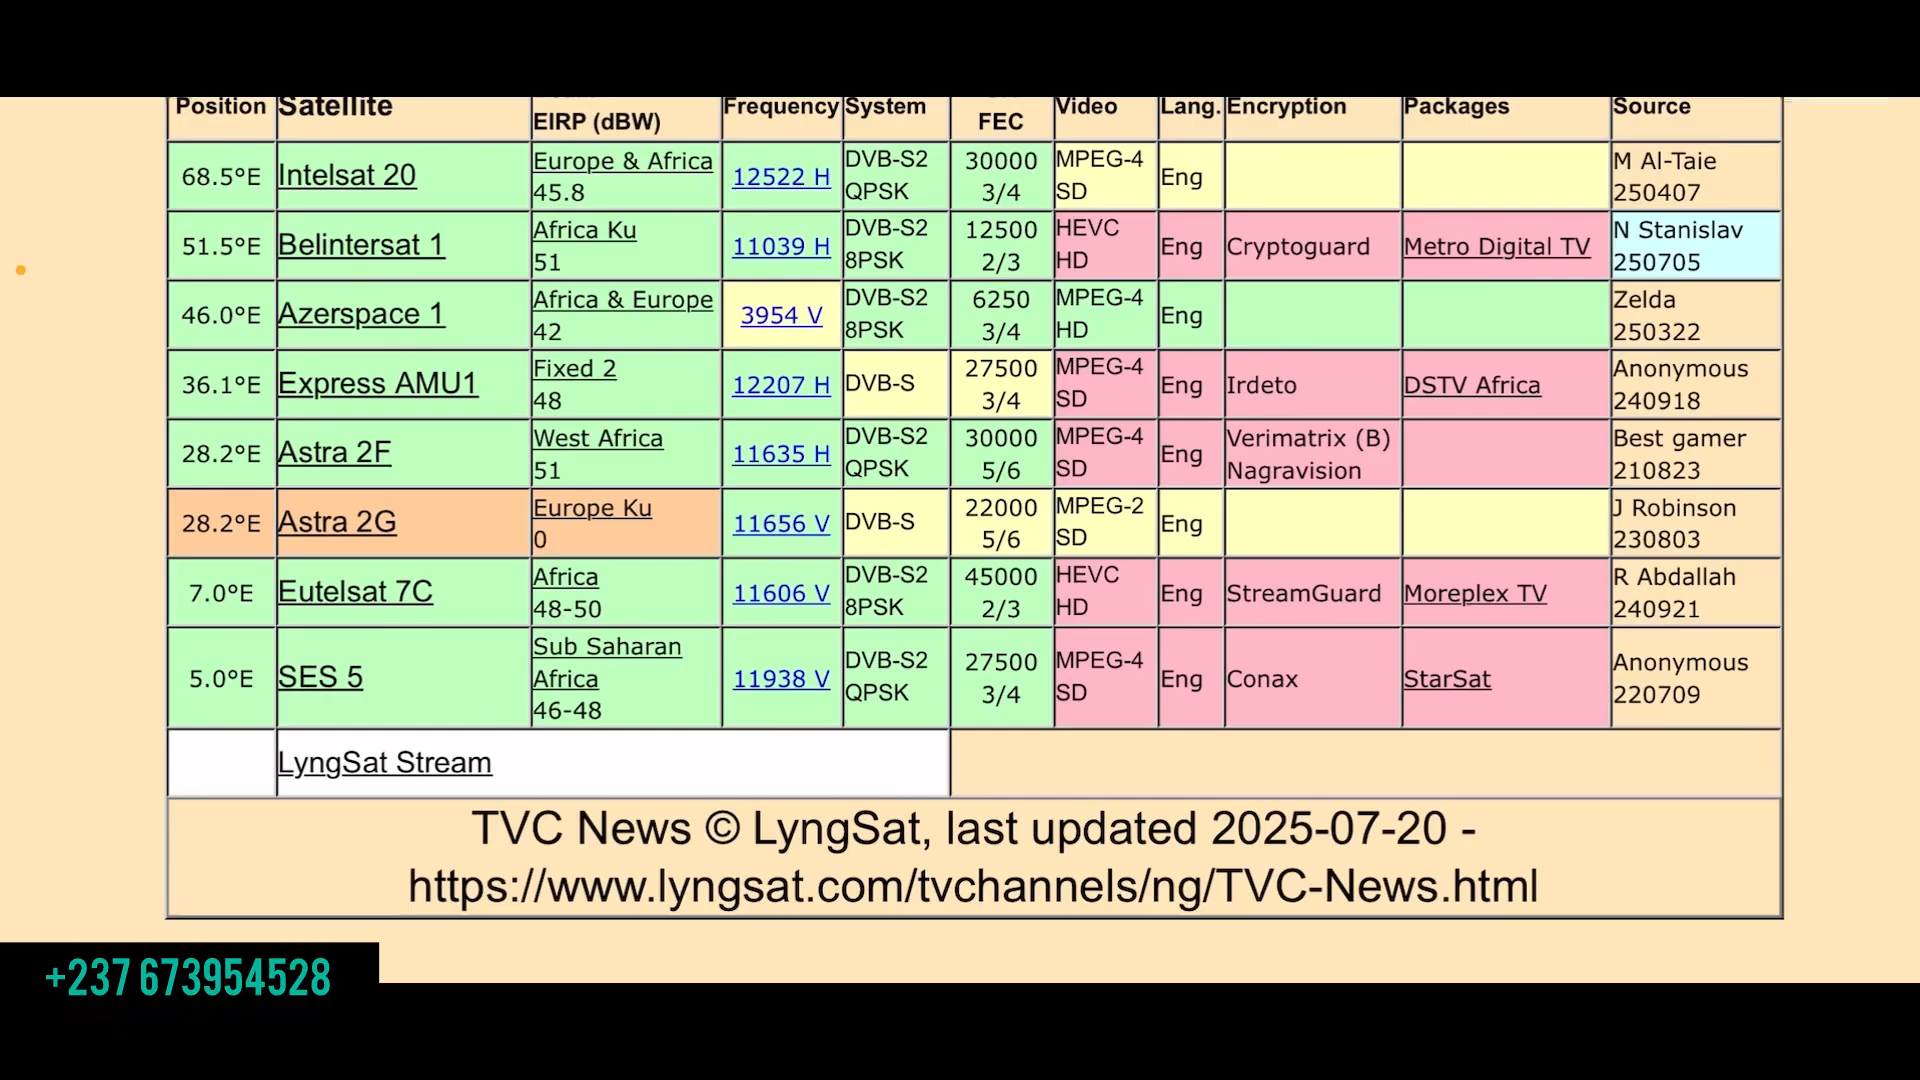 Position Satellite EIRP (dBW) Frequency System FEC Video Lang. Encryption Packages Source
68.5°E Intelsat 20 Europe & Africa 45.8 12522 H DVB-S2 QPSK 30000 3/4 MPEG-4 SD Eng M Al-Taie 250407
51.5°E Belintersat 1 Africa Ku 51 11039 H DVB-S2 8PSK 12500 2/3 HEVC HD Eng Cryptoguard Metro Digital TV N Stanislav 250705
46.0°E Azerspace 1 Africa & Europe 42 3954 V DVB-S2 8PSK 6250 3/4 MPEG-4 HD Eng Zelda 250322
36.1°E Express AMU1 Fixed 2 48 12207 H DVB-S 27500 3/4 MPEG-4 SD Eng Irdeto DSTV Africa Anonymous 240918
28.2°E Astra 2F West Africa 51 11635 H DVB-S2 QPSK 30000 5/6 MPEG-4 SD Eng Verimatrix (B) Nagravision Best gamer 210823
28.2°E Astra 2G Europe Ku 0 11656 V DVB-S 22000 5/6 MPEG-2 SD Eng J Robinson 230803
7.0°E Eutelsat 7C Africa 48-50 11606 V DVB-S2 8PSK 45000 2/3 HEVC HD Eng StreamGuard Moreplex TV R Abdallah 240921
5.0°E SES 5 Sub Saharan Africa 46-48 11938 V DVB-S2 QPSK 27500 3/4 MPEG-4 SD Eng Conax StarSat Anonymous 220709
LyngSat Stream
TVC News © LyngSat, last updated 2025-07-20 -
https://www.lyngsat.com/tvchannels/ng/TVC-News.html
+237 673954528